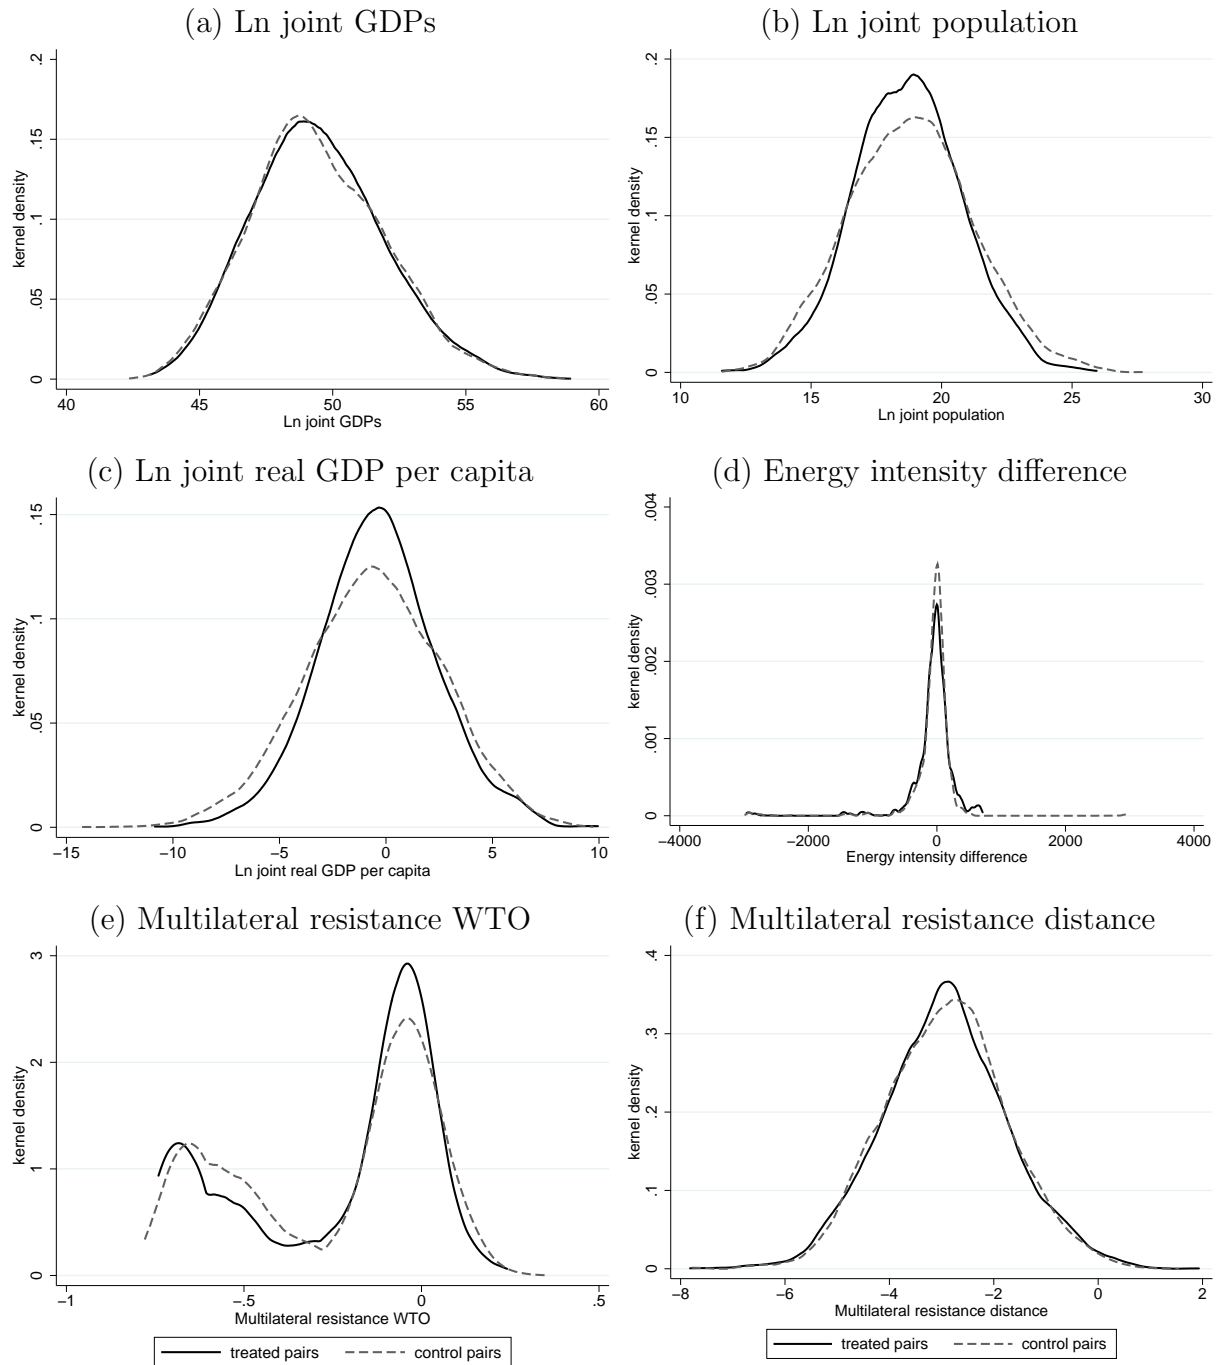 (a) Ln joint GDPs
kernel density
0 .05 .1 .15 .2
40 45 50 55 60
Ln joint GDPs
(b) Ln joint population
kernel density
0 .05 .1 .15 .2
10 15 20 25 30
Ln joint population
(c) Ln joint real GDP per capita
kernel density
0 .05 .1 .15
−15 −10 −5 0 5 10
Ln joint real GDP per capita
(d) Energy intensity difference
kernel density
0 .001 .002 .003 .004
−4000 −2000 0 2000 4000
Energy intensity difference
(e) Multilateral resistance WTO
kernel density
0 1 2 3
−1 −.5 0 .5
Multilateral resistance WTO
treated pairs control pairs
(f) Multilateral resistance distance
kernel density
0 .1 .2 .3 .4
−8 −6 −4 −2 0 2
Multilateral resistance distance
treated pairs control pairs